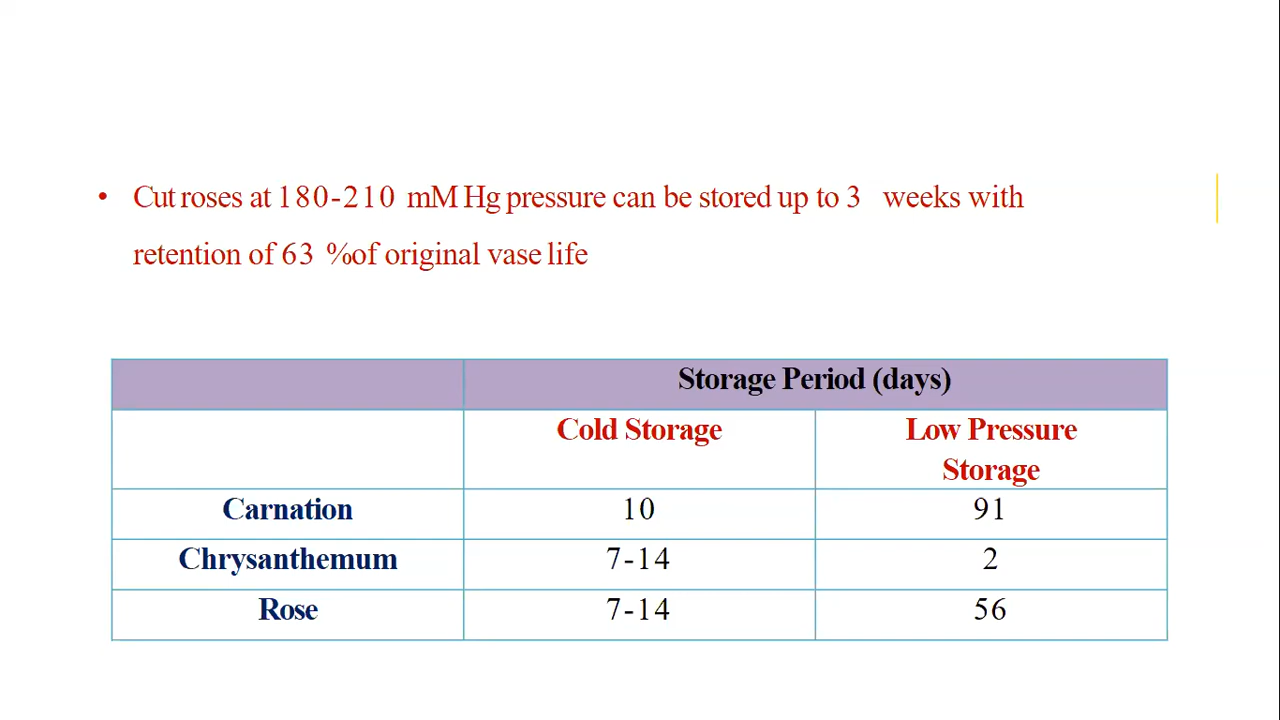 • Cut roses at 180-210 mM Hg pressure can be stored up to 3 weeks with
retention of 63 %of original vase life
Storage Period (days)
Cold Storage Low Pressure
Storage
Carnation 10 91
Chrysanthemum 7-14 2
Rose 7-14 56